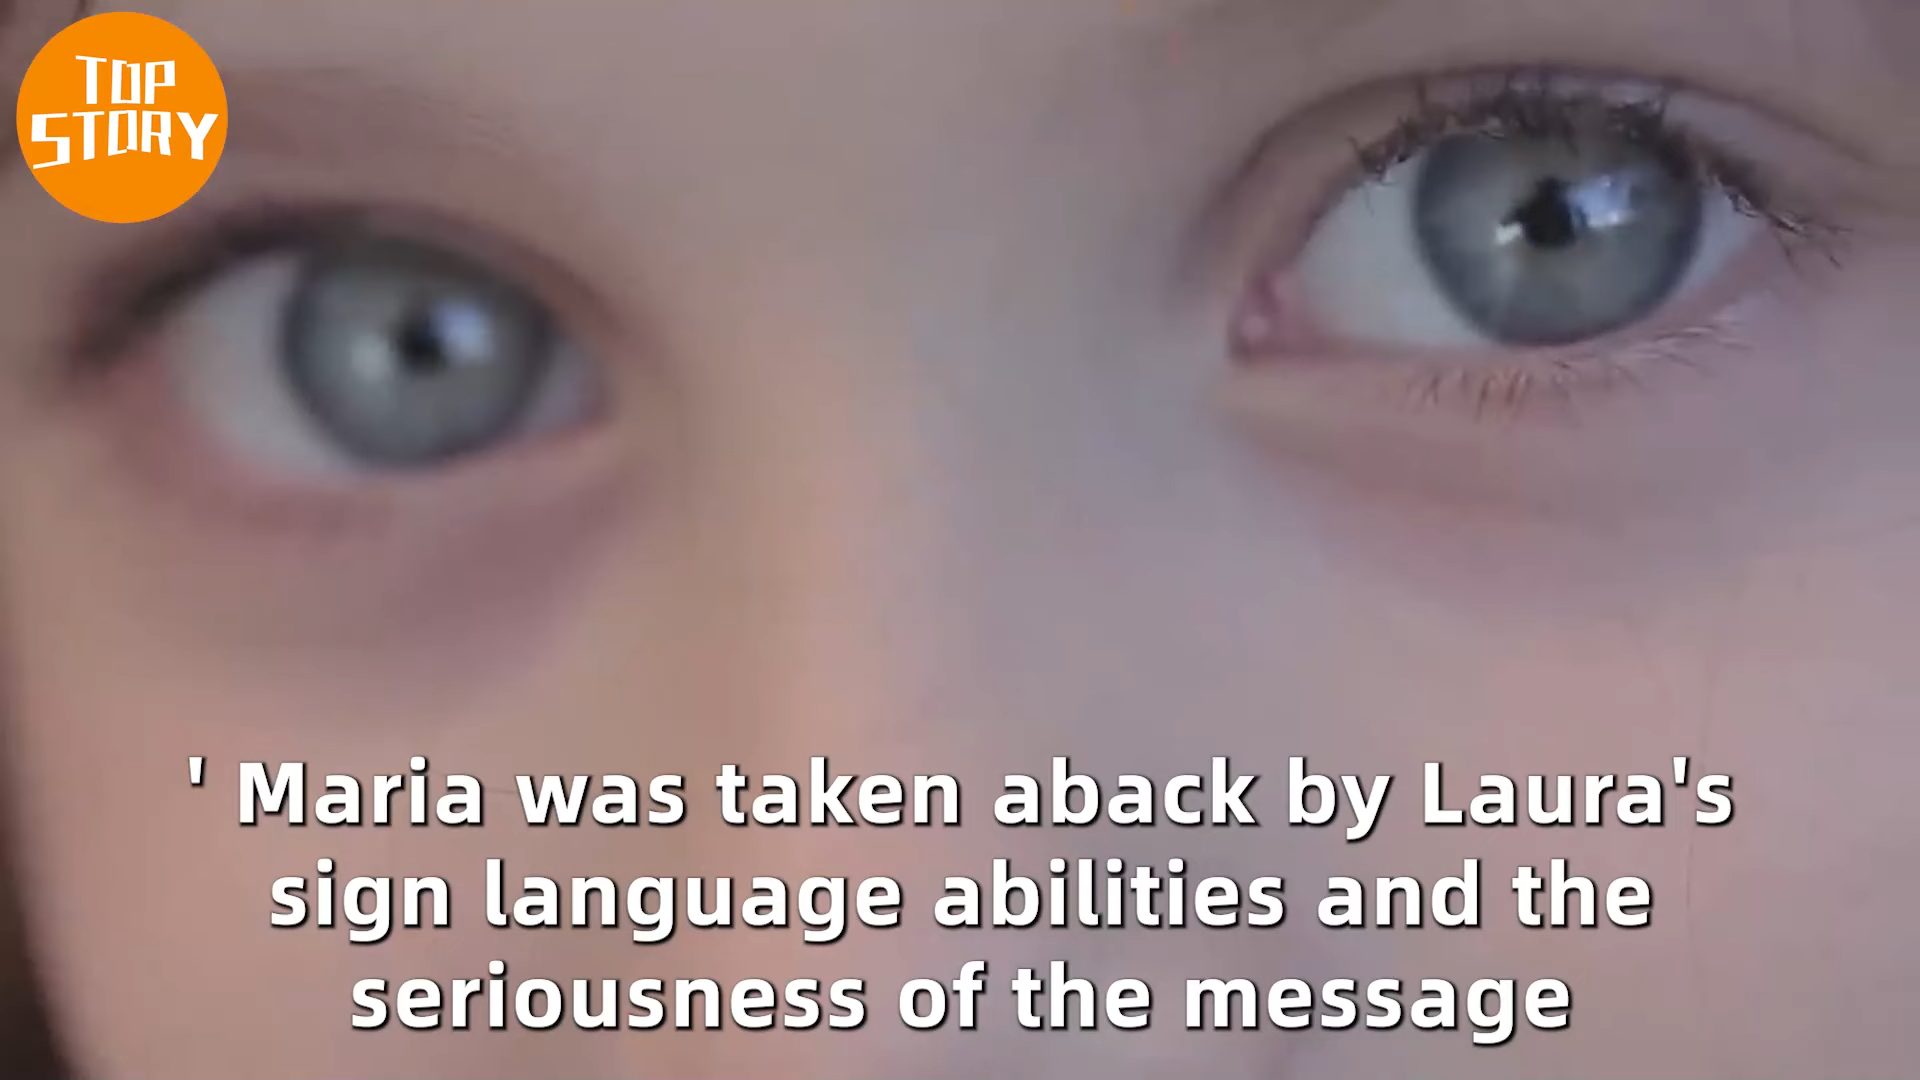 TOP
STORY
' Maria was taken aback by Laura's
sign language abilities and the
seriousness of the message